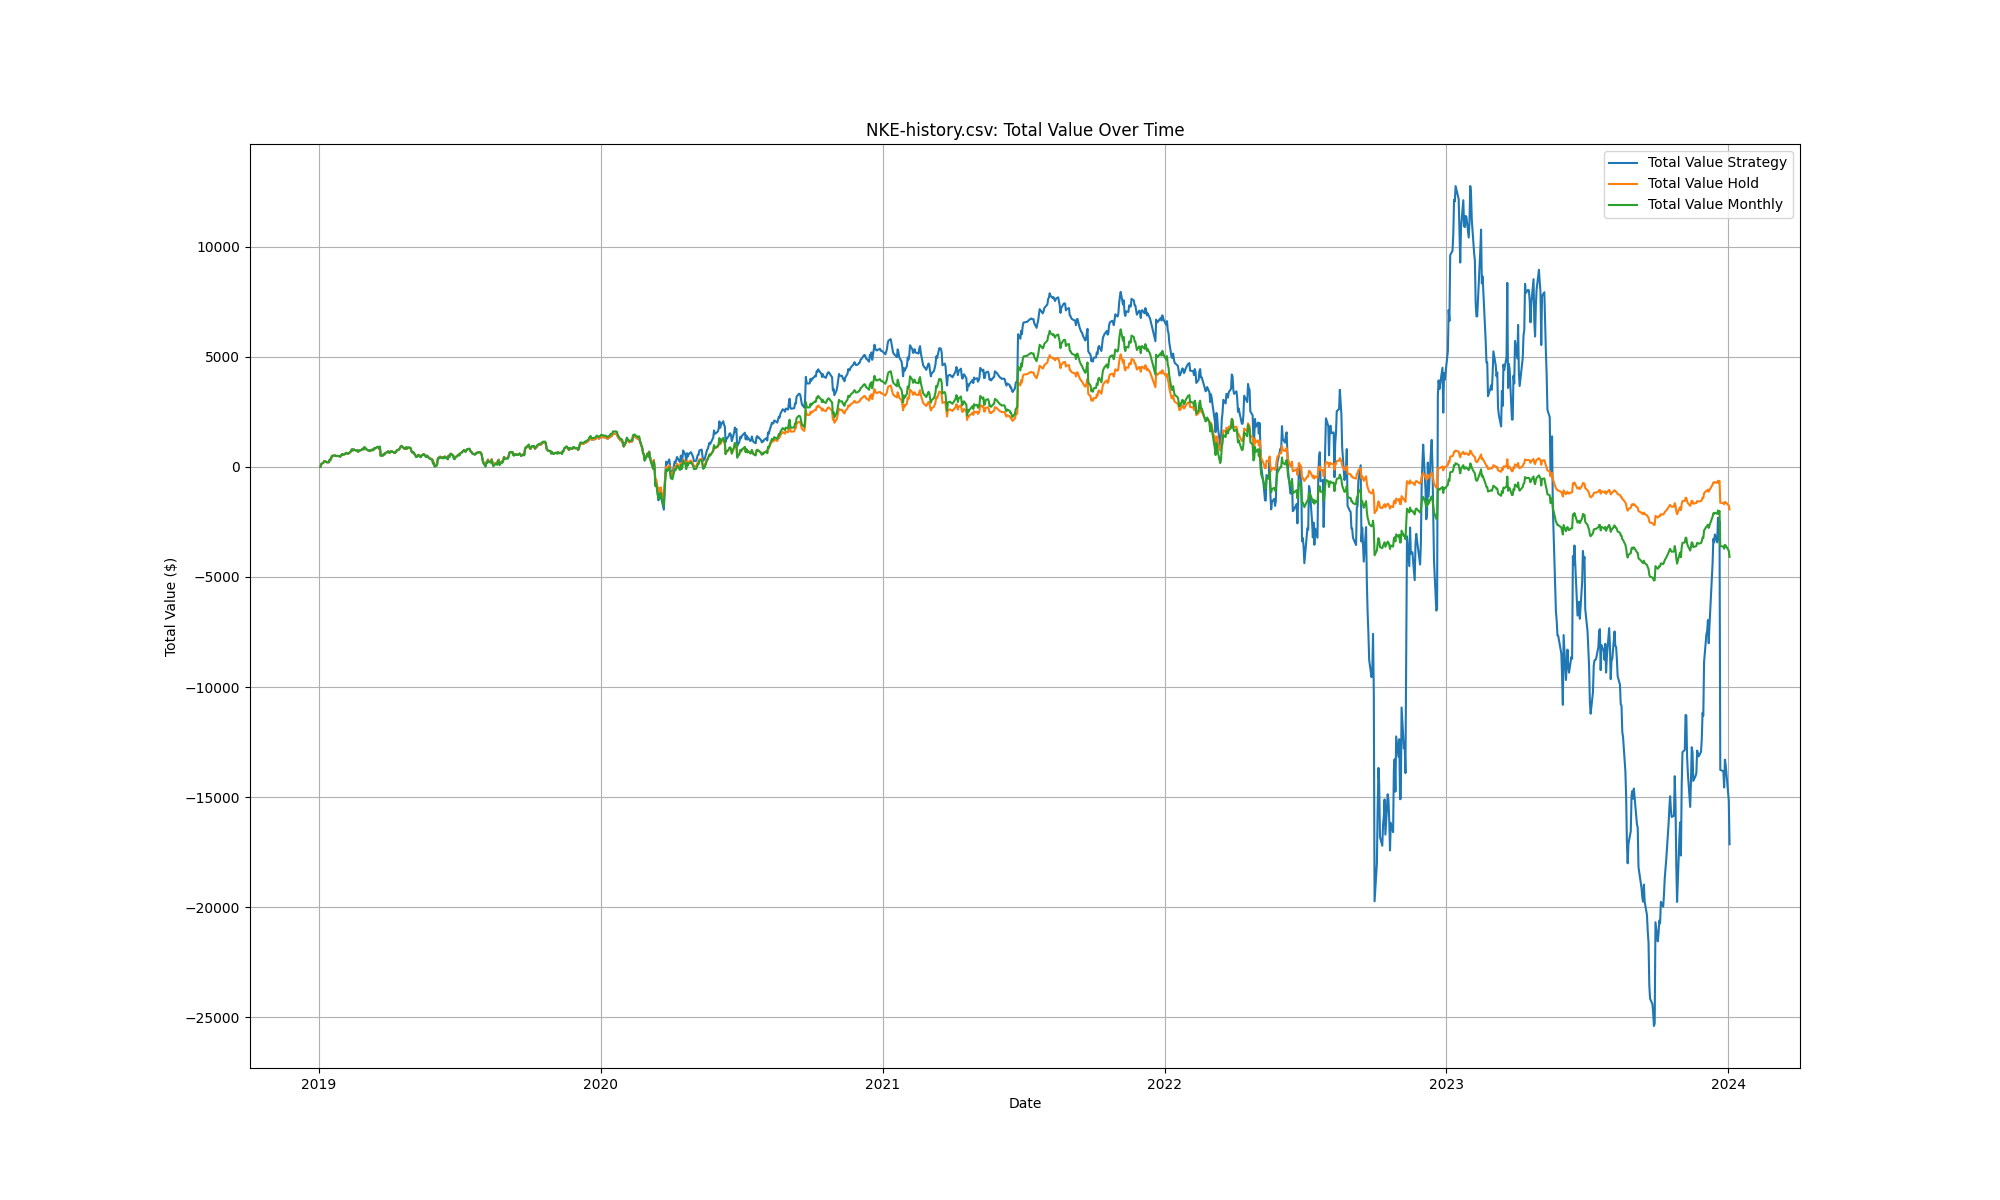 NKE-history.csv: Total Value Over Time
Total Value Strategy
Total Value Hold
Total Value Monthly
Total Value ($)
10000
5000
0
−5000
−10000
−15000
−20000
−25000
2019 2020 2021 2022 2023 2024
Date